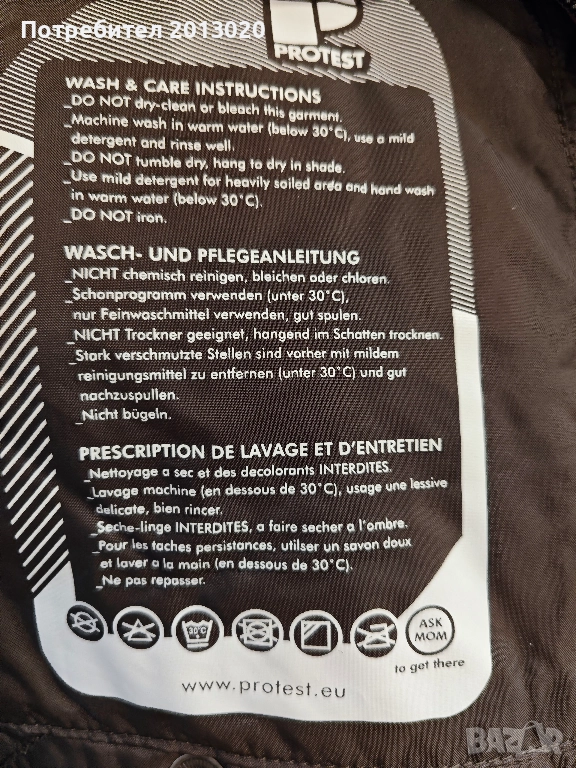 Потребител 2013020
PROTEST
WASH & CARE INSTRUCTIONS
_DO NOT dry-clean or bleach this garment.
_Machine wash in warm water (below 30°C), use a mild
detergent and rinse well.
_DO NOT tumble dry, hang to dry in shade.
_Use mild detergent for heavily soiled area and hand wash
in warm water (below 30°C).
_DO NOT iron.
WASCH- UND PFLEGEANLEITUNG
_NICHT chemisch reinigen, bleichen oder chloren.
_Schonprogramm verwenden (unter 30°C),
nur Feinwaschmittel verwenden, gut spulen.
_NICHT Trockner geeignet, hangend im Schatten trocknen.
_Stark verschmutzte Stellen sind vorher mit mildem
reinigungsmittel zu entfernen (unter 30°C) und gut
nachzuspullen.
_Nicht bügeln.
PRESCRIPTION DE LAVAGE ET D'ENTRETIEN
_Nettoyage a sec et des decolorants INTERDITES.
_Lavage machine (en dessous de 30°C), usage une lessive
delicate, bien rincer.
_Seche-linge INTERDITES, a faire secher a l'ombre.
_Pour les taches persistances, utilser un savon doux
et laver a la main (en dessous de 30°C).
_Ne pas repasser.
30°C
ASK
MOM
to get there
www.protest.eu
BAZAR